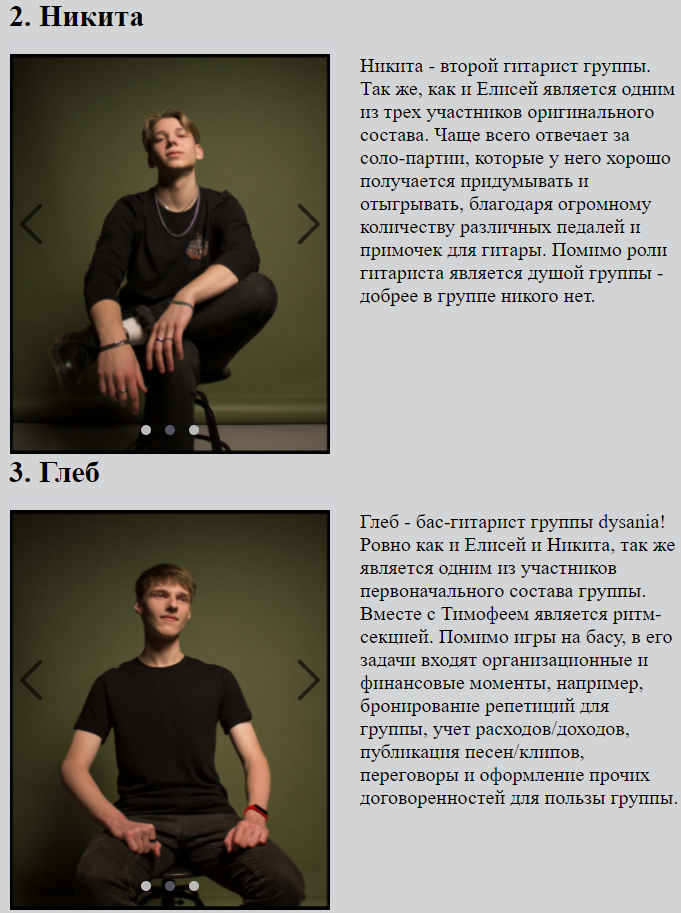 2. Никита
Никита - второй гитарист группы.
Так же, как и Елисей является одним
из трех участников оригинального
состава. Чаще всего отвечает за
соло-партии, которые у него хорошо
получается придумывать и
отыгрывать, благодаря огромному
количеству различных педалей и
примочек для гитары. Помимо роли
гитариста является душой группы -
добрее в группе никого нет.
3. Глеб
Глеб - бас-гитарист группы dysania!
Ровно как и Елисей и Никита, так же
является одним из участников
первоначального состава группы.
Вместе с Тимофеем является ритм-
секцией. Помимо игры на басу, в его
задачи входят организационные и
финансовые моменты, например,
бронирование репетиций для
группы, учет расходов/доходов,
публикация песен/клипов,
переговоры и оформление прочих
договоренностей для пользы группы.